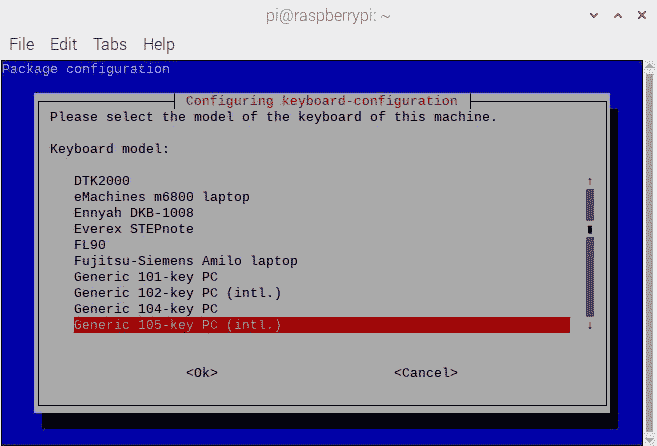 pi@raspberrypi: ~
File Edit Tabs Help
Package configuration
Configuring keyboard-configuration
Please select the model of the keyboard of this machine.
Keyboard model:
DTK2000
eMachines m6800 laptop
Ennyah DKB-1008
Everex STEPnote
FL90
Fujitsu-Siemens Amilo laptop
Generic 101-key PC
Generic 102-key PC (intl.)
Generic 104-key PC
Generic 105-key PC (intl.)
<Ok> <Cancel>